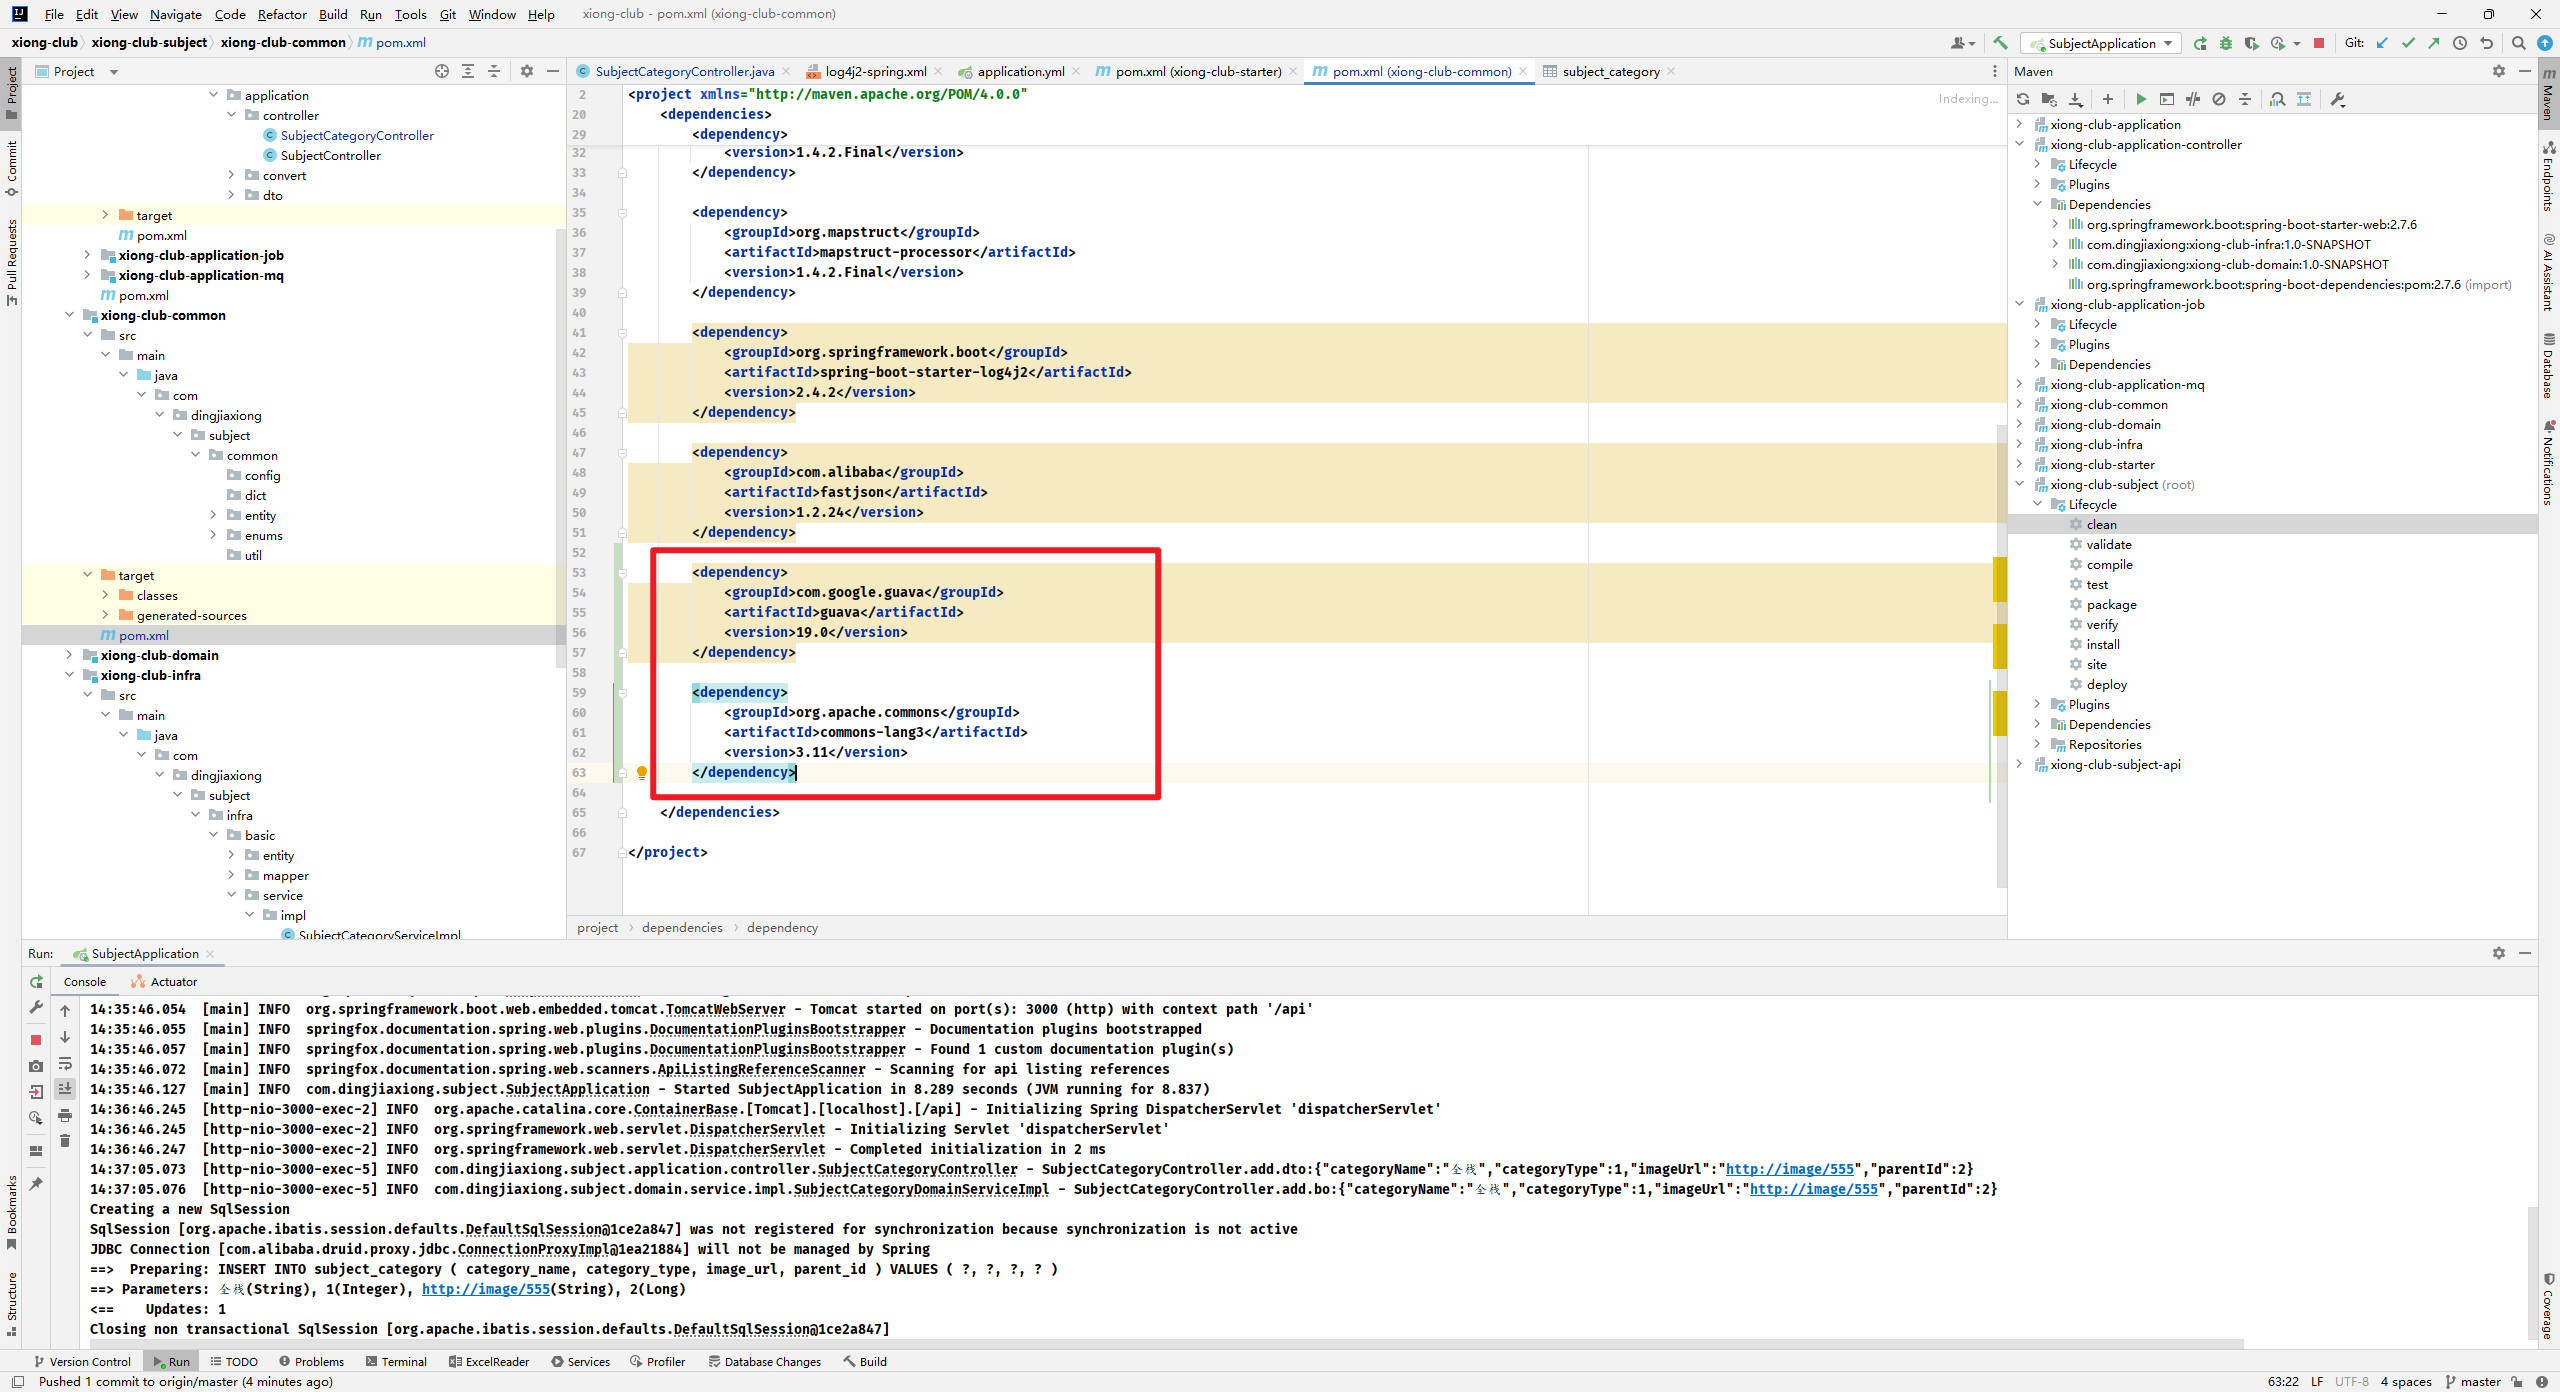 File Edit View Navigate Code Refactor Build Run Tools Git Window Help xiong-club - pom.xml (xiong-club-common)
xiong-club xiong-club-subject xiong-club-common pom.xml SubjectApplication Git:
Project
SubjectCategoryController.java log4j2-spring.xml application.yml pom.xml (xiong-club-starter) pom.xml (xiong-club-common) subject_category
Maven
Project
Commit
Pull Requests
Bookmarks
Structure
application
controller
SubjectCategoryController
SubjectController
convert
dto
target
pom.xml
xiong-club-application-job
xiong-club-application-mq
pom.xml
xiong-club-common
src
main
java
com
dingjiaxiong
subject
common
config
dict
entity
enums
util
target
classes
generated-sources
pom.xml
xiong-club-domain
xiong-club-infra
src
main
java
com
dingjiaxiong
subject
infra
basic
entity
mapper
service
impl
SubjectCategoryServiceImpl
Indexing...
2 <project xmlns="http://maven.apache.org/POM/4.0.0"
20 <dependencies>
29 <dependency>
32 <version>1.4.2.Final</version>
33 </dependency>
34
35 <dependency>
36 <groupId>org.mapstruct</groupId>
37 <artifactId>mapstruct-processor</artifactId>
38 <version>1.4.2.Final</version>
39 </dependency>
40
41 <dependency>
42 <groupId>org.springframework.boot</groupId>
43 <artifactId>spring-boot-starter-log4j2</artifactId>
44 <version>2.4.2</version>
45 </dependency>
46
47 <dependency>
48 <groupId>com.alibaba</groupId>
49 <artifactId>fastjson</artifactId>
50 <version>1.2.24</version>
51 </dependency>
52
53 <dependency>
54 <groupId>com.google.guava</groupId>
55 <artifactId>guava</artifactId>
56 <version>19.0</version>
57 </dependency>
58
59 <dependency>
60 <groupId>org.apache.commons</groupId>
61 <artifactId>commons-lang3</artifactId>
62 <version>3.11</version>
63 </dependency>
64
65 </dependencies>
66
67 </project>
project dependencies dependency
xiong-club-application
xiong-club-application-controller
Lifecycle
Plugins
Dependencies
org.springframework.boot:spring-boot-starter-web:2.7.6
com.dingjiaxiong:xiong-club-infra:1.0-SNAPSHOT
com.dingjiaxiong:xiong-club-domain:1.0-SNAPSHOT
org.springframework.boot:spring-boot-dependencies:pom:2.7.6 (import)
xiong-club-application-job
Lifecycle
Plugins
Dependencies
xiong-club-application-mq
xiong-club-common
xiong-club-domain
xiong-club-infra
xiong-club-starter
xiong-club-subject (root)
Lifecycle
clean
validate
compile
test
package
verify
install
site
deploy
Plugins
Dependencies
Repositories
xiong-club-subject-api
Maven
Endpoints
AI Assistant
Database
Notifications
Coverage
Run: SubjectApplication
Console Actuator
14:35:46.054 [main] INFO org.springframework.boot.web.embedded.tomcat.TomcatWebServer - Tomcat started on port(s): 3000 (http) with context path '/api'
14:35:46.055 [main] INFO springfox.documentation.spring.web.plugins.DocumentationPluginsBootstrapper - Documentation plugins bootstrapped
14:35:46.057 [main] INFO springfox.documentation.spring.web.plugins.DocumentationPluginsBootstrapper - Found 1 custom documentation plugin(s)
14:35:46.072 [main] INFO springfox.documentation.spring.web.scanners.ApiListingReferenceScanner - Scanning for api listing references
14:35:46.127 [main] INFO com.dingjiaxiong.subject.SubjectApplication - Started SubjectApplication in 8.289 seconds (JVM running for 8.837)
14:36:46.245 [http-nio-3000-exec-2] INFO org.apache.catalina.core.ContainerBase.[Tomcat].[localhost].[/api] - Initializing Spring DispatcherServlet 'dispatcherServlet'
14:36:46.245 [http-nio-3000-exec-2] INFO org.springframework.web.servlet.DispatcherServlet - Initializing Servlet 'dispatcherServlet'
14:36:46.247 [http-nio-3000-exec-2] INFO org.springframework.web.servlet.DispatcherServlet - Completed initialization in 2 ms
14:37:05.073 [http-nio-3000-exec-5] INFO com.dingjiaxiong.subject.application.controller.SubjectCategoryController - SubjectCategoryController.add.dto:{"categoryName":"全栈","categoryType":1,"imageUrl":"http://image/555","parentId":2}
14:37:05.076 [http-nio-3000-exec-5] INFO com.dingjiaxiong.subject.domain.service.impl.SubjectCategoryDomainServiceImpl - SubjectCategoryController.add.bo:{"categoryName":"全栈","categoryType":1,"imageUrl":"http://image/555","parentId":2}
Creating a new SqlSession
SqlSession [org.apache.ibatis.session.defaults.DefaultSqlSession@1ce2a847] was not registered for synchronization because synchronization is not active
JDBC Connection [com.alibaba.druid.proxy.jdbc.ConnectionProxyImpl@1ea21884] will not be managed by Spring
==> Preparing: INSERT INTO subject_category ( category_name, category_type, image_url, parent_id ) VALUES ( ?, ?, ?, ? )
==> Parameters: 全栈(String), 1(Integer), http://image/555(String), 2(Long)
<== Updates: 1
Closing non transactional SqlSession [org.apache.ibatis.session.defaults.DefaultSqlSession@1ce2a847]
Version Control Run TODO Problems Terminal ExcelReader Services Profiler Database Changes Build
Pushed 1 commit to origin/master (4 minutes ago) 63:22 LF UTF-8 4 spaces master